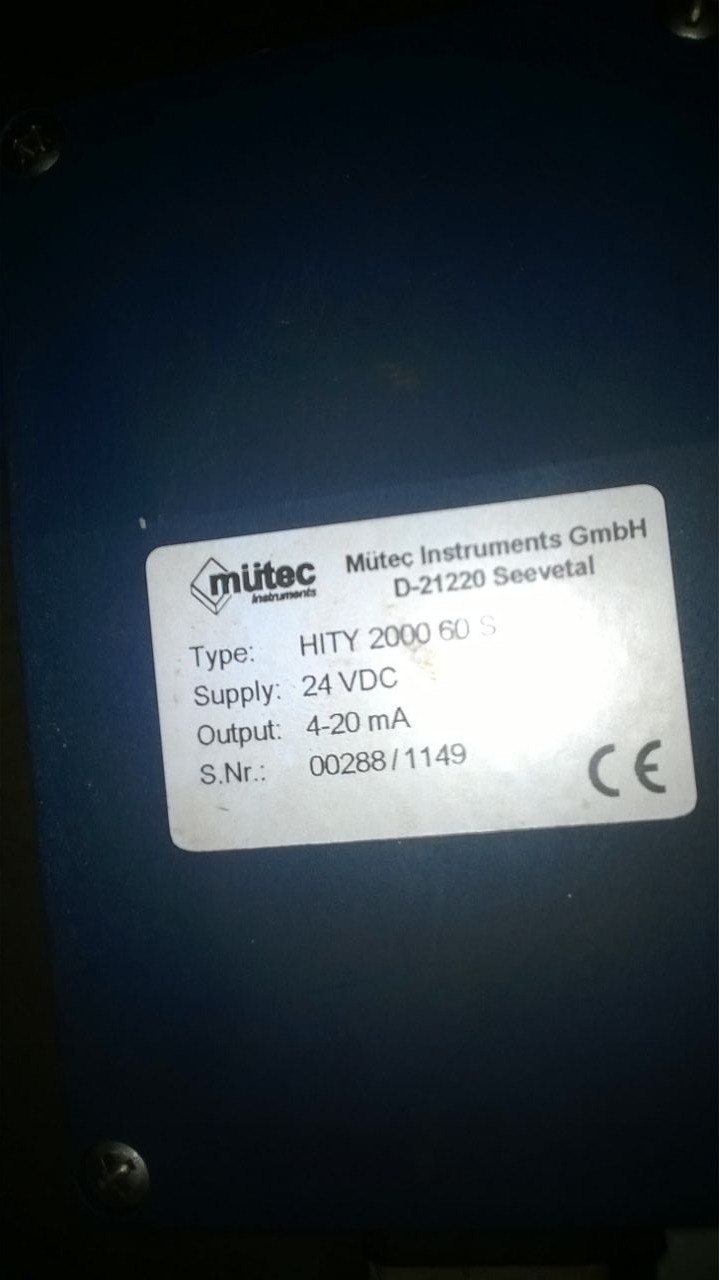 mütec
Instruments
Mütec Instruments GmbH
D-21220 Seevetal
Type: HITY 2000 60 S
Supply: 24 VDC
Output: 4-20 mA
S.Nr.: 00288/1149
CE